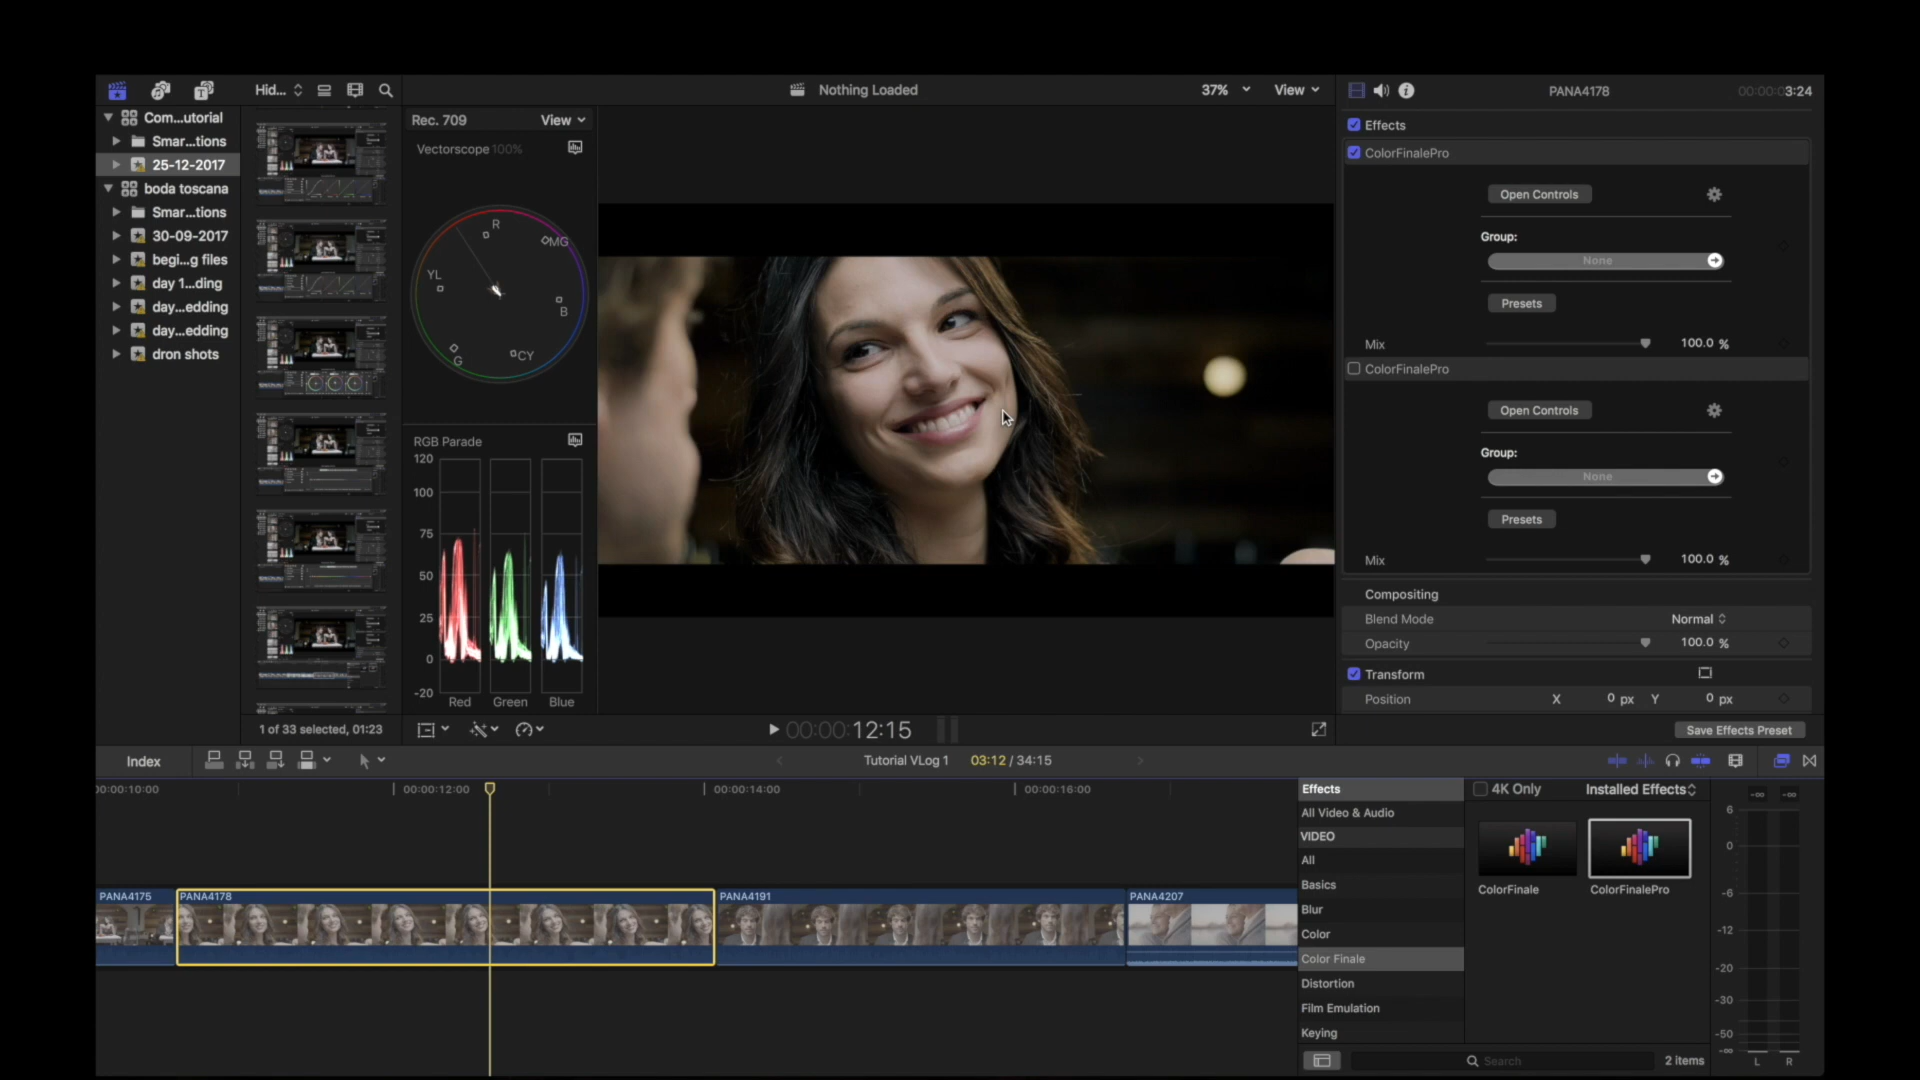 Hid...
Nothing Loaded
37%
View
PANA4178
00:00:03:24
Com...utorial
Smar...tions
25-12-2017
boda toscana
Smar...tions
30-09-2017
begi...g files
day 1...ding
day...edding
day...edding
dron shots
1 of 33 selected, 01:23
Rec. 709
View
Vectorscope 100%
R
MG
YL
B
G
CY
RGB Parade
120
100
75
50
25
0
-20
Red
Green
Blue
00:00:12:15
Effects
ColorFinalePro
Open Controls
Group:
None
Presets
Mix
100.0 %
ColorFinalePro
Open Controls
Group:
None
Presets
Mix
100.0 %
Compositing
Blend Mode
Normal
Opacity
100.0 %
Transform
Position
X
0 px
Y
0 px
Save Effects Preset
Index
Tutorial VLog 1
03:12 / 34:15
00:00:10:00
00:00:12:00
00:00:14:00
00:00:16:00
PANA4175
PANA4178
PANA4191
PANA4207
Effects
All Video & Audio
VIDEO
All
Basics
Blur
Color
Color Finale
Distortion
Film Emulation
Keying
4K Only
Installed Effects
ColorFinale
ColorFinalePro
Search
2 items
-∞
-∞
6
0
-6
-12
-20
-30
-50
-∞
L
R